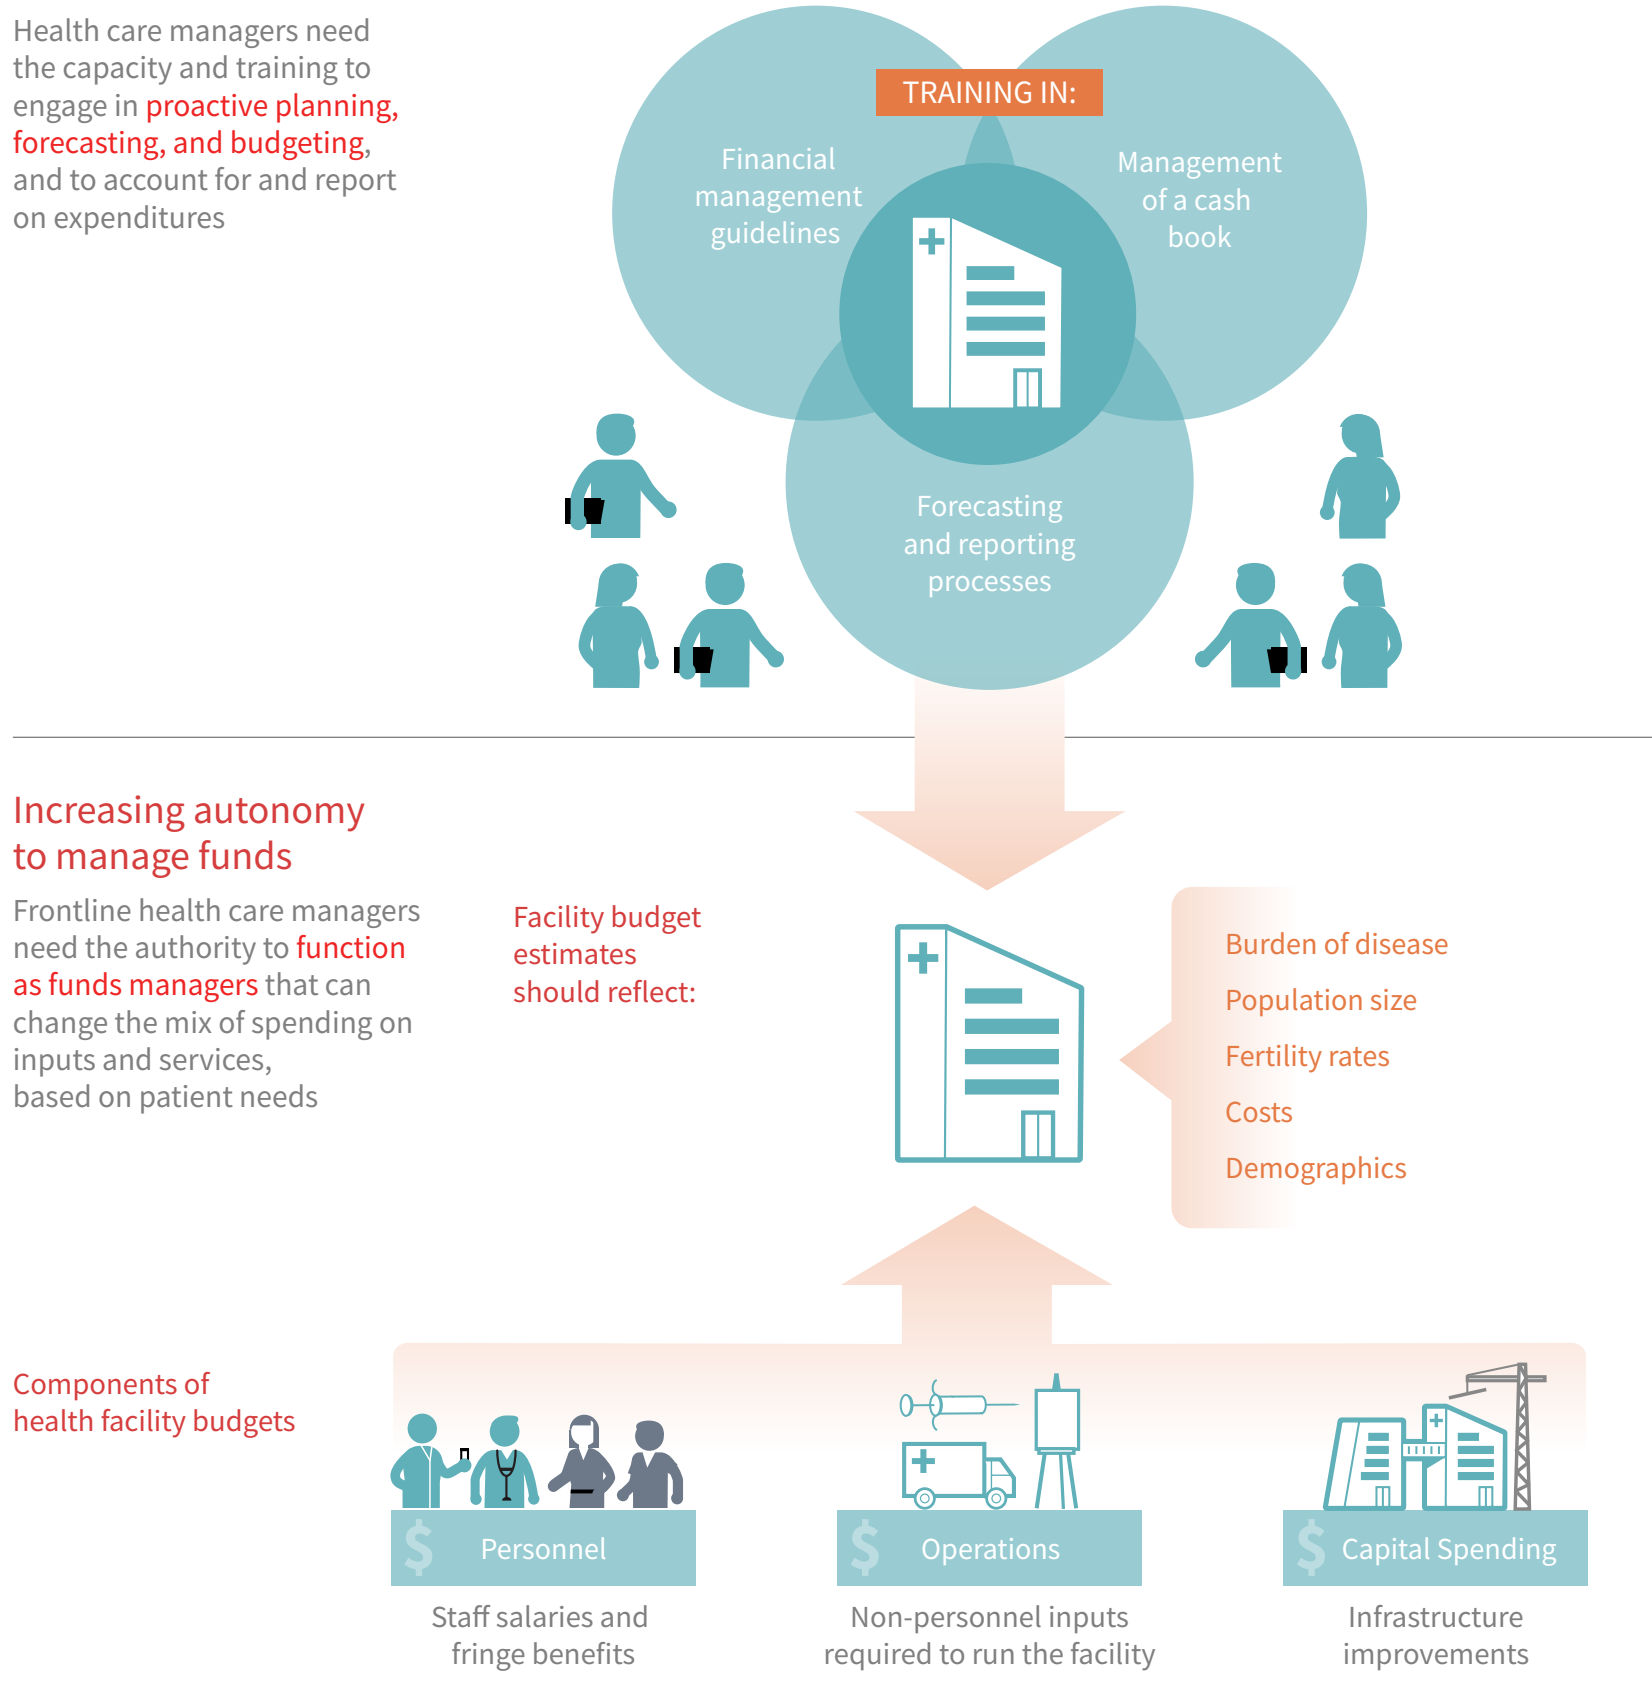 Health care managers need
the capacity and training to
engage in proactive planning,
forecasting, and budgeting,
and to account for and report
on expenditures
TRAINING IN:
Financial
management
guidelines
Management
of a cash
book
Forecasting
and reporting
processes
Increasing autonomy
to manage funds
Frontline health care managers
need the authority to function
as funds managers that can
change the mix of spending on
inputs and services,
based on patient needs
Facility budget
estimates
should reflect:
Burden of disease
Population size
Fertility rates
Costs
Demographics
Components of
health facility budgets
$ Personnel
Staff salaries and
fringe benefits
$ Operations
Non-personnel inputs
required to run the facility
$ Capital Spending
Infrastructure
improvements